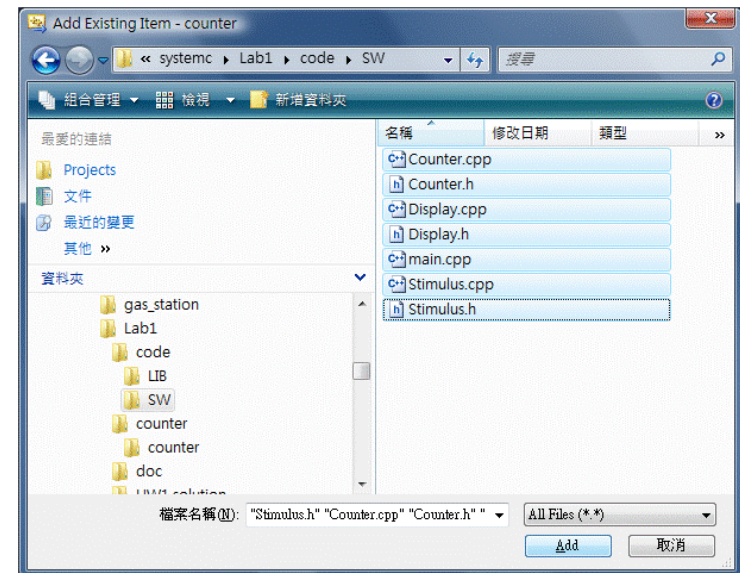 Add Existing Item - counter
« systemc ▸ Lab1 ▸ code ▸ SW 搜尋
組合管理 檢視 新增資料夾
最愛的連結
Projects
文件
最近的變更
其他 »
資料夾
gas_station
Lab1
code
LIB
SW
counter
counter
doc
名稱 修改日期 類型 »
Counter.cpp
Counter.h
Display.cpp
Display.h
main.cpp
Stimulus.cpp
Stimulus.h
檔案名稱(N): "Stimulus.h" "Counter.cpp" "Counter.h" " All Files (*.*)
Add 取消